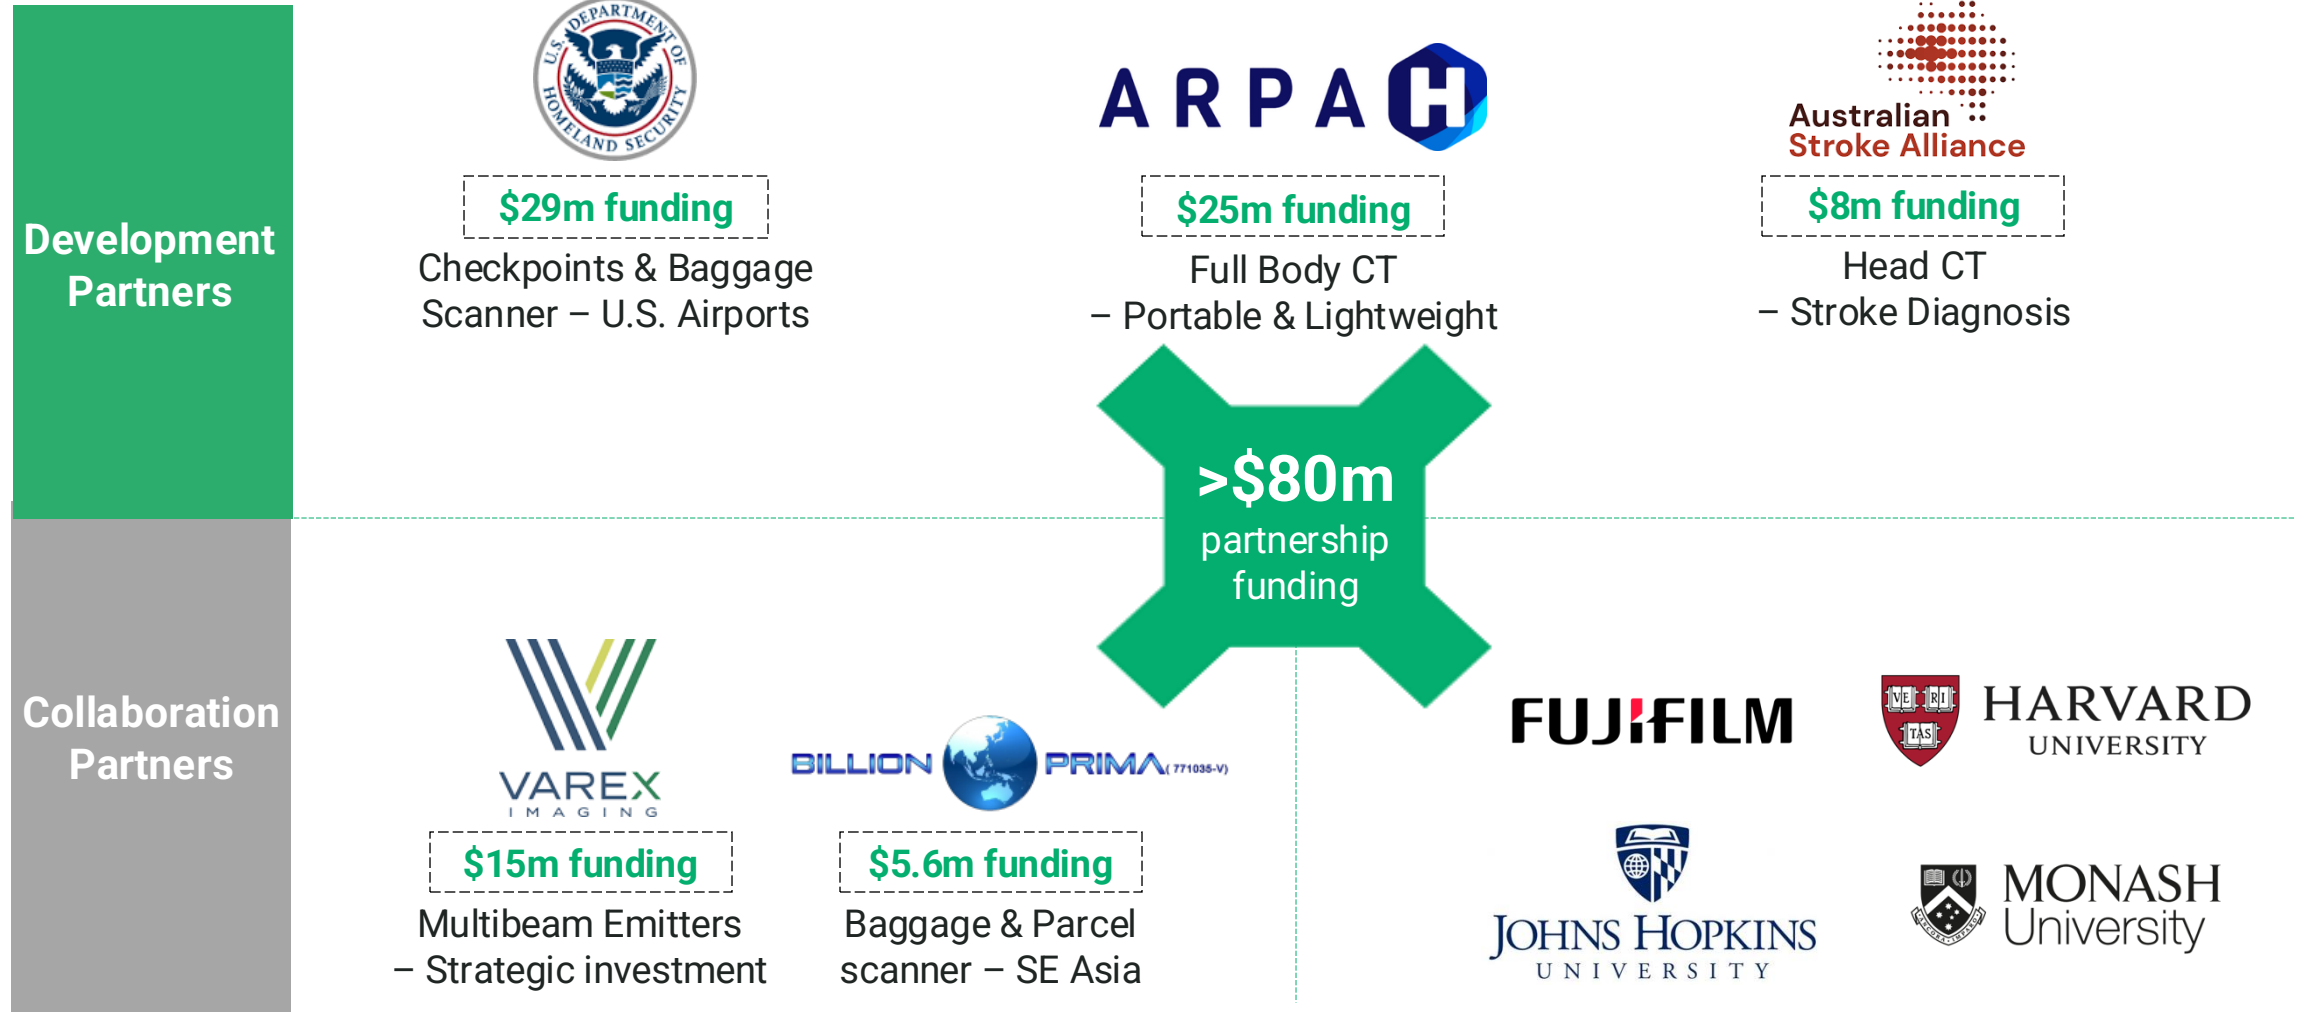 Development
Partners
U.S. DEPARTMENT OF
HOMELAND SECURITY
$29m funding
Checkpoints & Baggage
Scanner – U.S. Airports
ARPA H
$25m funding
Full Body CT
– Portable & Lightweight
Australian
Stroke Alliance
$8m funding
Head CT
– Stroke Diagnosis
>$80m
partnership
funding
Collaboration
Partners
VAREX
IMAGING
$15m funding
Multibeam Emitters
– Strategic investment
BILLION PRIMA ( 771035-V)
$5.6m funding
Baggage & Parcel
scanner – SE Asia
FUJIFILM
VE RI
TAS
HARVARD
UNIVERSITY
JOHNS HOPKINS
UNIVERSITY
ANCORA IMPARO
MONASH
University